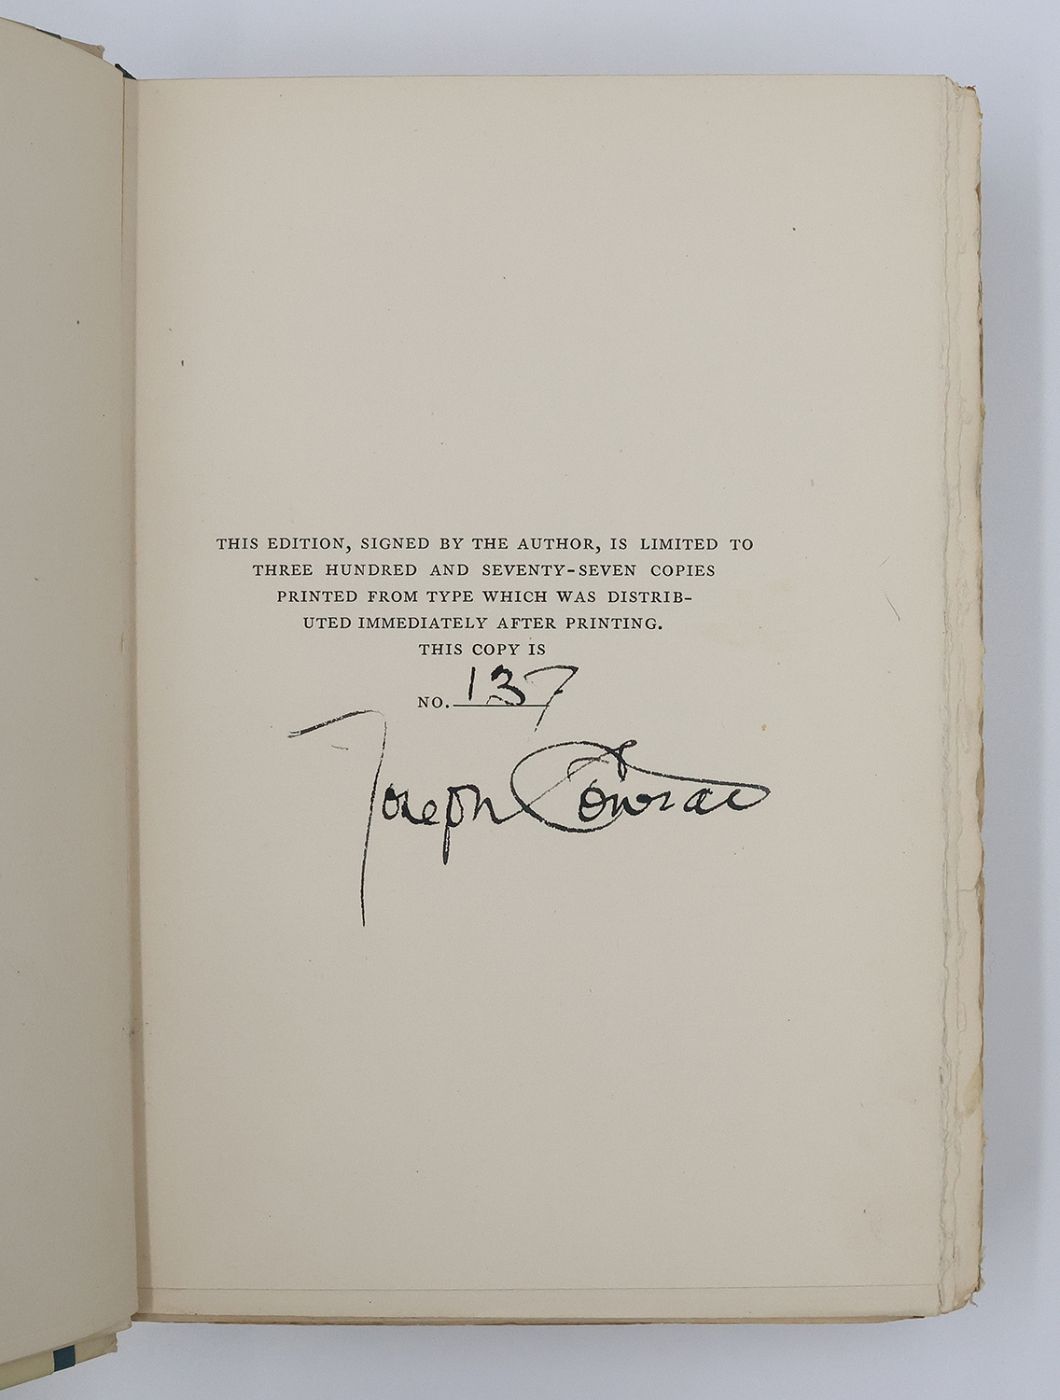 THIS EDITION, SIGNED BY THE AUTHOR, IS LIMITED TO
THREE HUNDRED AND SEVENTY-SEVEN COPIES
PRINTED FROM TYPE WHICH WAS DISTRIB-
UTED IMMEDIATELY AFTER PRINTING.
THIS COPY IS
NO. 137
Joseph Conrad